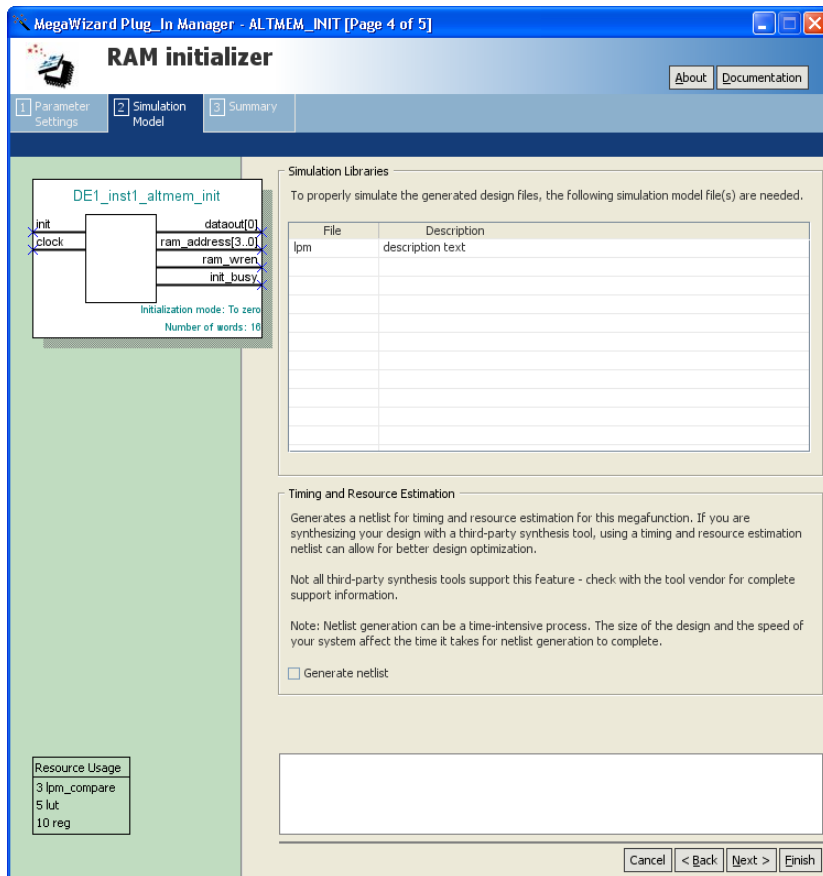 MegaWizard Plug_In Manager - ALTMEM_INIT [Page 4 of 5]
RAM initializer
About
Documentation
1 Parameter Settings
2 Simulation Model
3 Summary
DE1_inst1_altmem_init
init
clock
dataout[0]
ram_address[3..0]
ram_wren
init_busy
Initialization mode: To zero
Number of words: 16
Simulation Libraries
To properly simulate the generated design files, the following simulation model file(s) are needed.
File Description
lpm description text
Timing and Resource Estimation
Generates a netlist for timing and resource estimation for this megafunction. If you are
synthesizing your design with a third-party synthesis tool, using a timing and resource estimation
netlist can allow for better design optimization.
Not all third-party synthesis tools support this feature - check with the tool vendor for complete
support information.
Note: Netlist generation can be a time-intensive process. The size of the design and the speed of
your system affect the time it takes for netlist generation to complete.
Generate netlist
Resource Usage
3 lpm_compare
5 lut
10 reg
Cancel
< Back
Next >
Finish